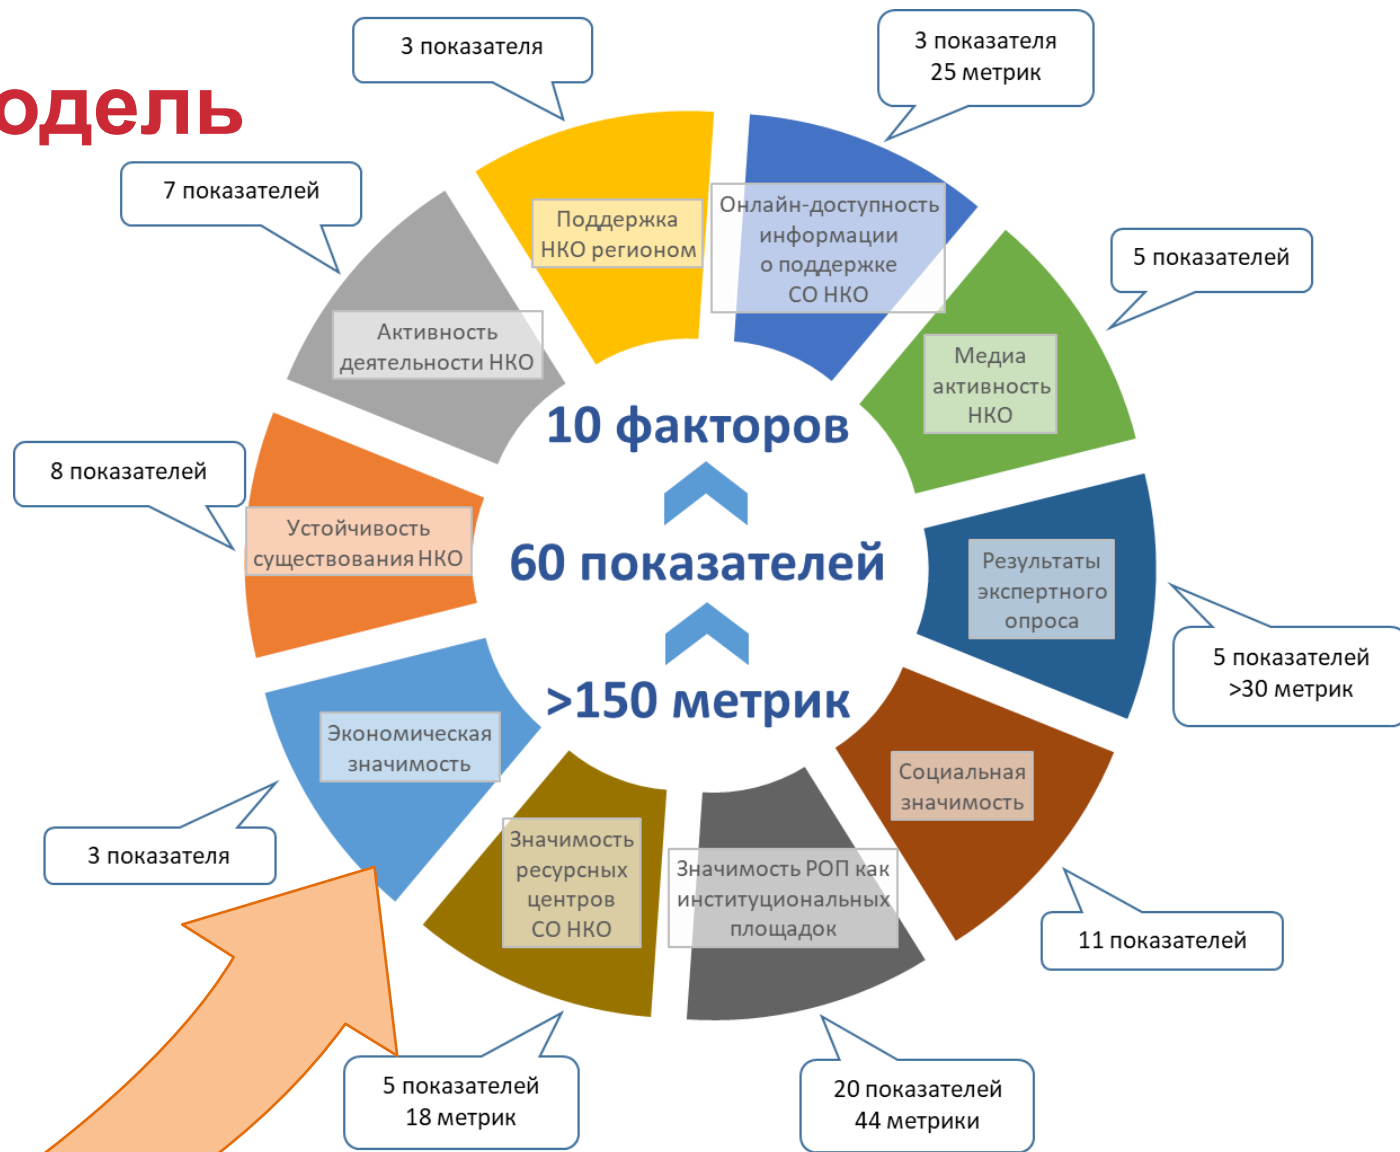 одель
3 показателя
3 показателя
25 метрик
7 показателей
5 показателей
Поддержка
НКО регионом
Онлайн-доступность
информации
о поддержке
СО НКО
Активность
деятельности НКО
Медиа
активность
НКО
10 факторов
8 показателей
Устойчивость
существования НКО
60 показателей
Результаты
экспертного
опроса
5 показателей
>30 метрик
>150 метрик
Экономическая
значимость
Социальная
значимость
3 показателя
Значимость
ресурсных
центров
СО НКО
Значимость РОП как
институциональных
площадок
11 показателей
5 показателей
18 метрик
20 показателей
44 метрики